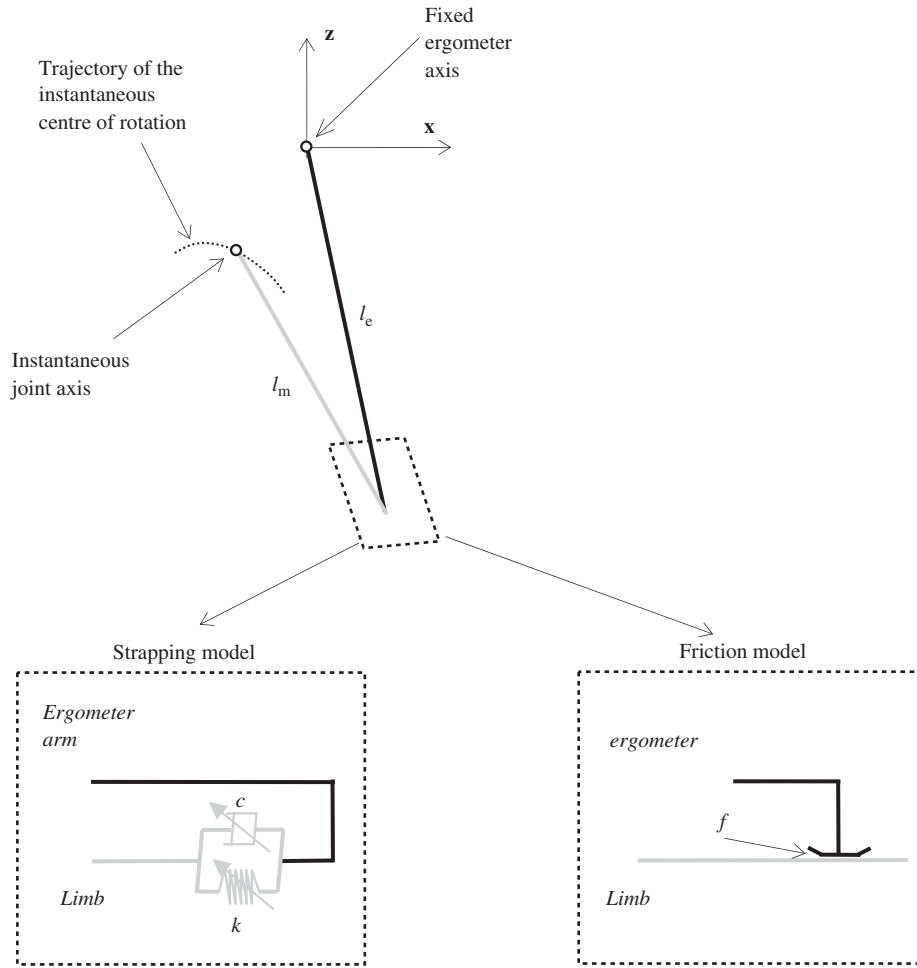 Fixed
ergometer
axis
z
Trajectory of the
instantaneous
centre of rotation
x
l_e
Instantaneous
joint axis
l_m
Strapping model
Friction model
Ergometer
arm
c
Limb
k
ergometer
f
Limb